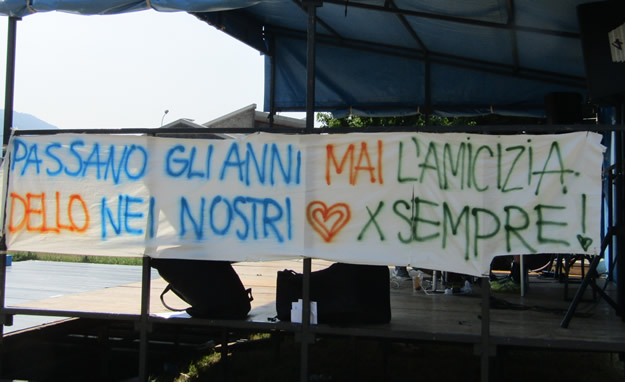 PASSANO GLI ANNI MAI L'AMICIZIA.
DELLO NEI NOSTRI ♥ X SEMPRE!